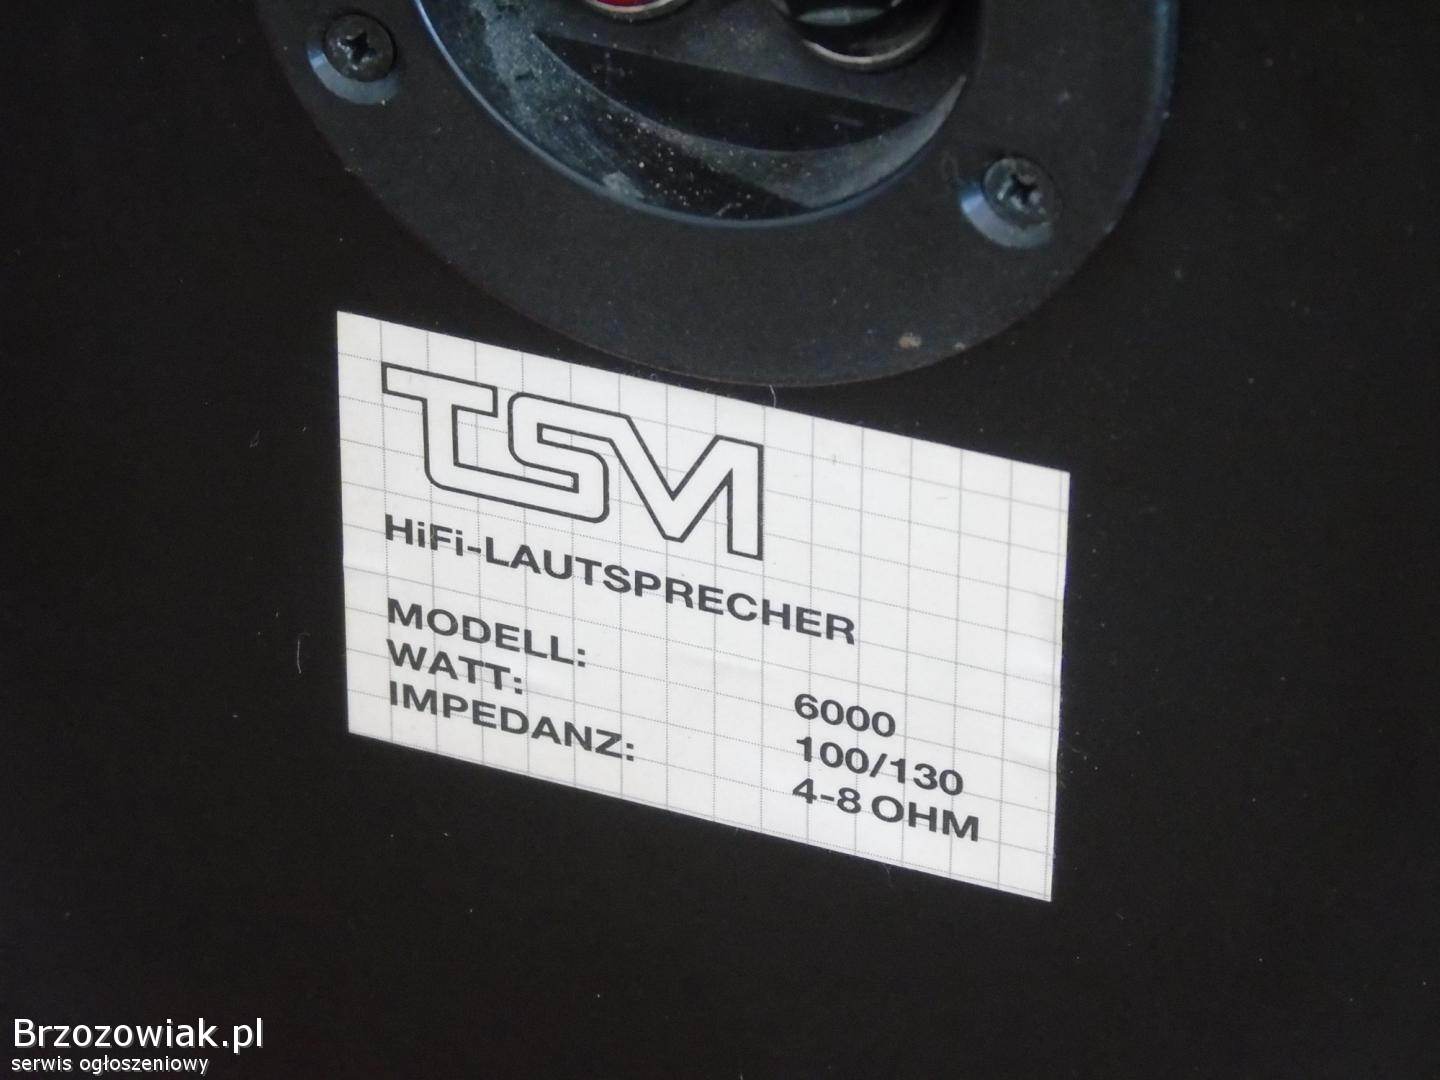 TSM
HiFi-LAUTSPRECHER
MODELL: 6000
WATT: 100/130
IMPEDANZ: 4-8 OHM
Brzozowiak.pl
serwis ogłoszeniowy